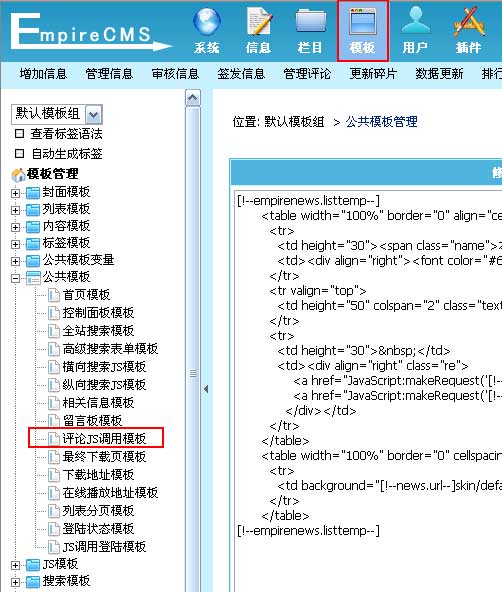 EmpireCMS
系统 信息 栏目 模板 用户 插件
增加信息 管理信息 审核信息 签发信息 管理评论 更新碎片 数据更新 排行
默认模板组
查看标签语法
自动生成标签
模板管理
封面模板
列表模板
内容模板
标签模板
公共模板变量
公共模板
首页模板
控制面板模板
全站搜索模板
高级搜索表单模板
横向搜索JS模板
纵向搜索JS模板
相关信息模板
留言板模板
评论JS调用模板
最终下载页模板
下载地址模板
在线播放地址模板
列表分页模板
登陆状态模板
JS调用登陆模板
JS模板
搜索模板
位置: 默认模板组 > 公共模板管理
[!--empirenews.listtemp--]
<table width="100%" border="0" align="ce
<tr>
<td height="30"><span class="name">
<td><div align="right"><font color="#6
</tr>
<tr valign="top">
<td height="50" colspan="2" class="text
</tr>
<tr>
<td height="30">&nbsp;</td>
<td><div align="right" class="re">
<a href="JavaScript:makeRequest('[!--
<a href="JavaScript:makeRequest('[!--
</div></td>
</tr>
</table>
<table width="100%" border="0" cellspacin
<tr>
<td background="[!--news.url--]skin/defa
</tr>
</table>
[!--empirenews.listtemp--]